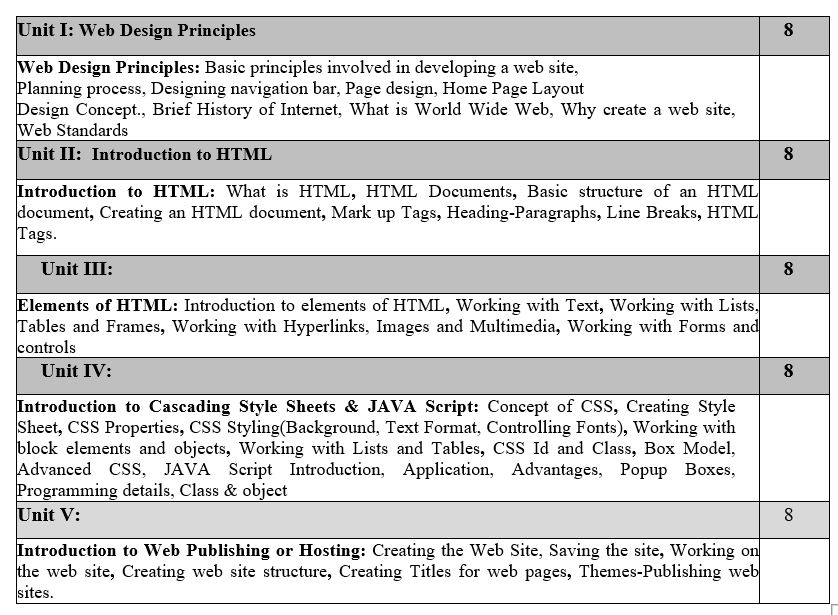 Unit I: Web Design Principles 8
Web Design Principles: Basic principles involved in developing a web site,
Planning process, Designing navigation bar, Page design, Home Page Layout
Design Concept., Brief History of Internet, What is World Wide Web, Why create a web site,
Web Standards
Unit II: Introduction to HTML 8
Introduction to HTML: What is HTML, HTML Documents, Basic structure of an HTML
document, Creating an HTML document, Mark up Tags, Heading-Paragraphs, Line Breaks, HTML
Tags.
Unit III: 8
Elements of HTML: Introduction to elements of HTML, Working with Text, Working with Lists,
Tables and Frames, Working with Hyperlinks, Images and Multimedia, Working with Forms and
controls
Unit IV: 8
Introduction to Cascading Style Sheets & JAVA Script: Concept of CSS, Creating Style
Sheet, CSS Properties, CSS Styling(Background, Text Format, Controlling Fonts), Working with
block elements and objects, Working with Lists and Tables, CSS Id and Class, Box Model,
Advanced CSS, JAVA Script Introduction, Application, Advantages, Popup Boxes,
Programming details, Class & object
Unit V: 8
Introduction to Web Publishing or Hosting: Creating the Web Site, Saving the site, Working on
the web site, Creating web site structure, Creating Titles for web pages, Themes-Publishing web
sites.